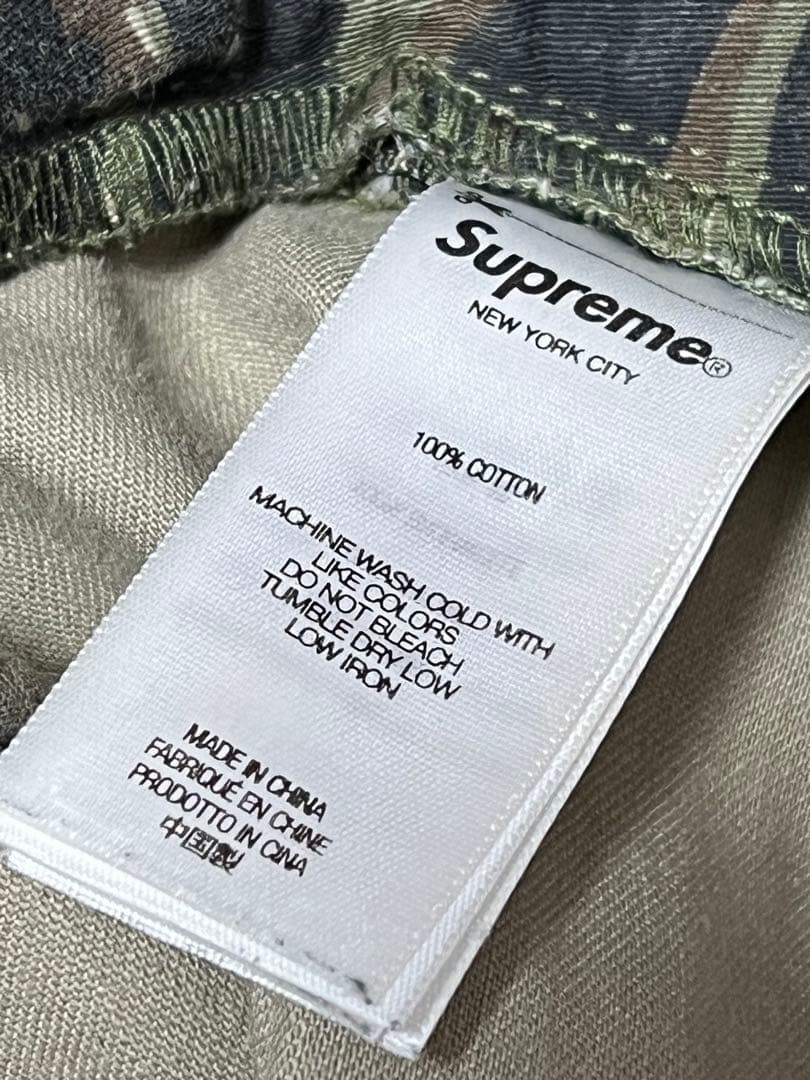 Supreme®
NEW YORK CITY
100% COTTON
MACHINE WASH COLD WITH
LIKE COLORS
DO NOT BLEACH
TUMBLE DRY LOW
LOW IRON
MADE IN CHINA
FABRIQUÉ EN CHINE
PRODOTTO IN CINA
中国製